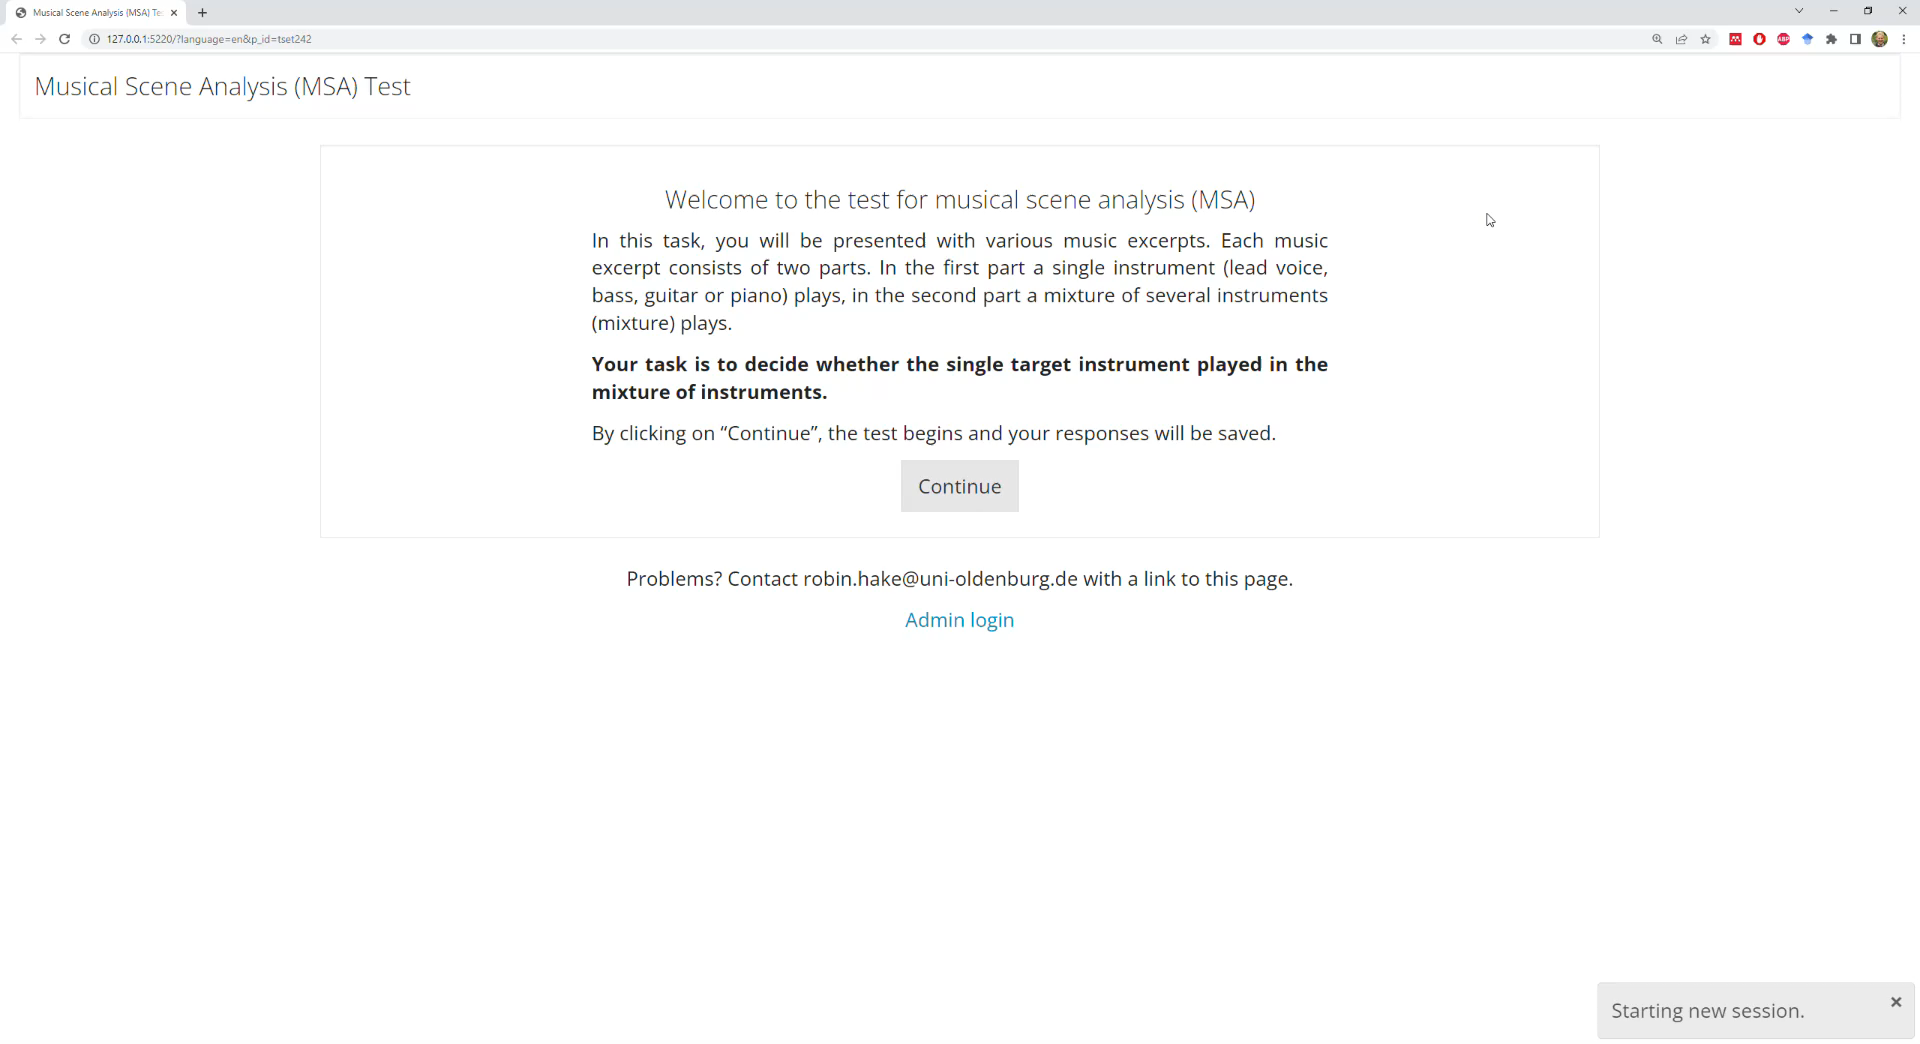 Musical Scene Analysis (MSA) Te
127.0.0.1:5220/?language=en&p_id=tset242
ABP
Musical Scene Analysis (MSA) Test
Welcome to the test for musical scene analysis (MSA)
In this task, you will be presented with various music excerpts. Each music
excerpt consists of two parts. In the first part a single instrument (lead voice,
bass, guitar or piano) plays, in the second part a mixture of several instruments
(mixture) plays.
Your task is to decide whether the single target instrument played in the
mixture of instruments.
By clicking on “Continue”, the test begins and your responses will be saved.
Continue
Problems? Contact robin.hake@uni-oldenburg.de with a link to this page.
Admin login
Starting new session.